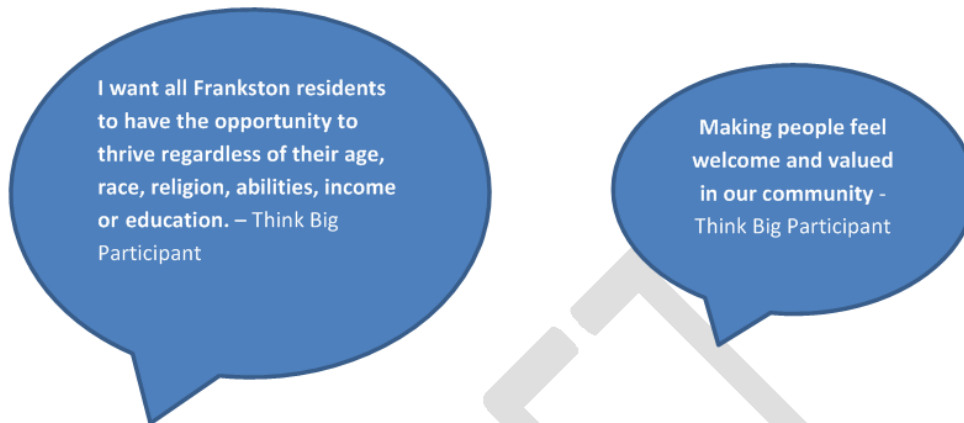 I want all Frankston residents
to have the opportunity to
thrive regardless of their age,
race, religion, abilities, income
or education. – Think Big
Participant
Making people feel
welcome and valued
in our community -
Think Big Participant